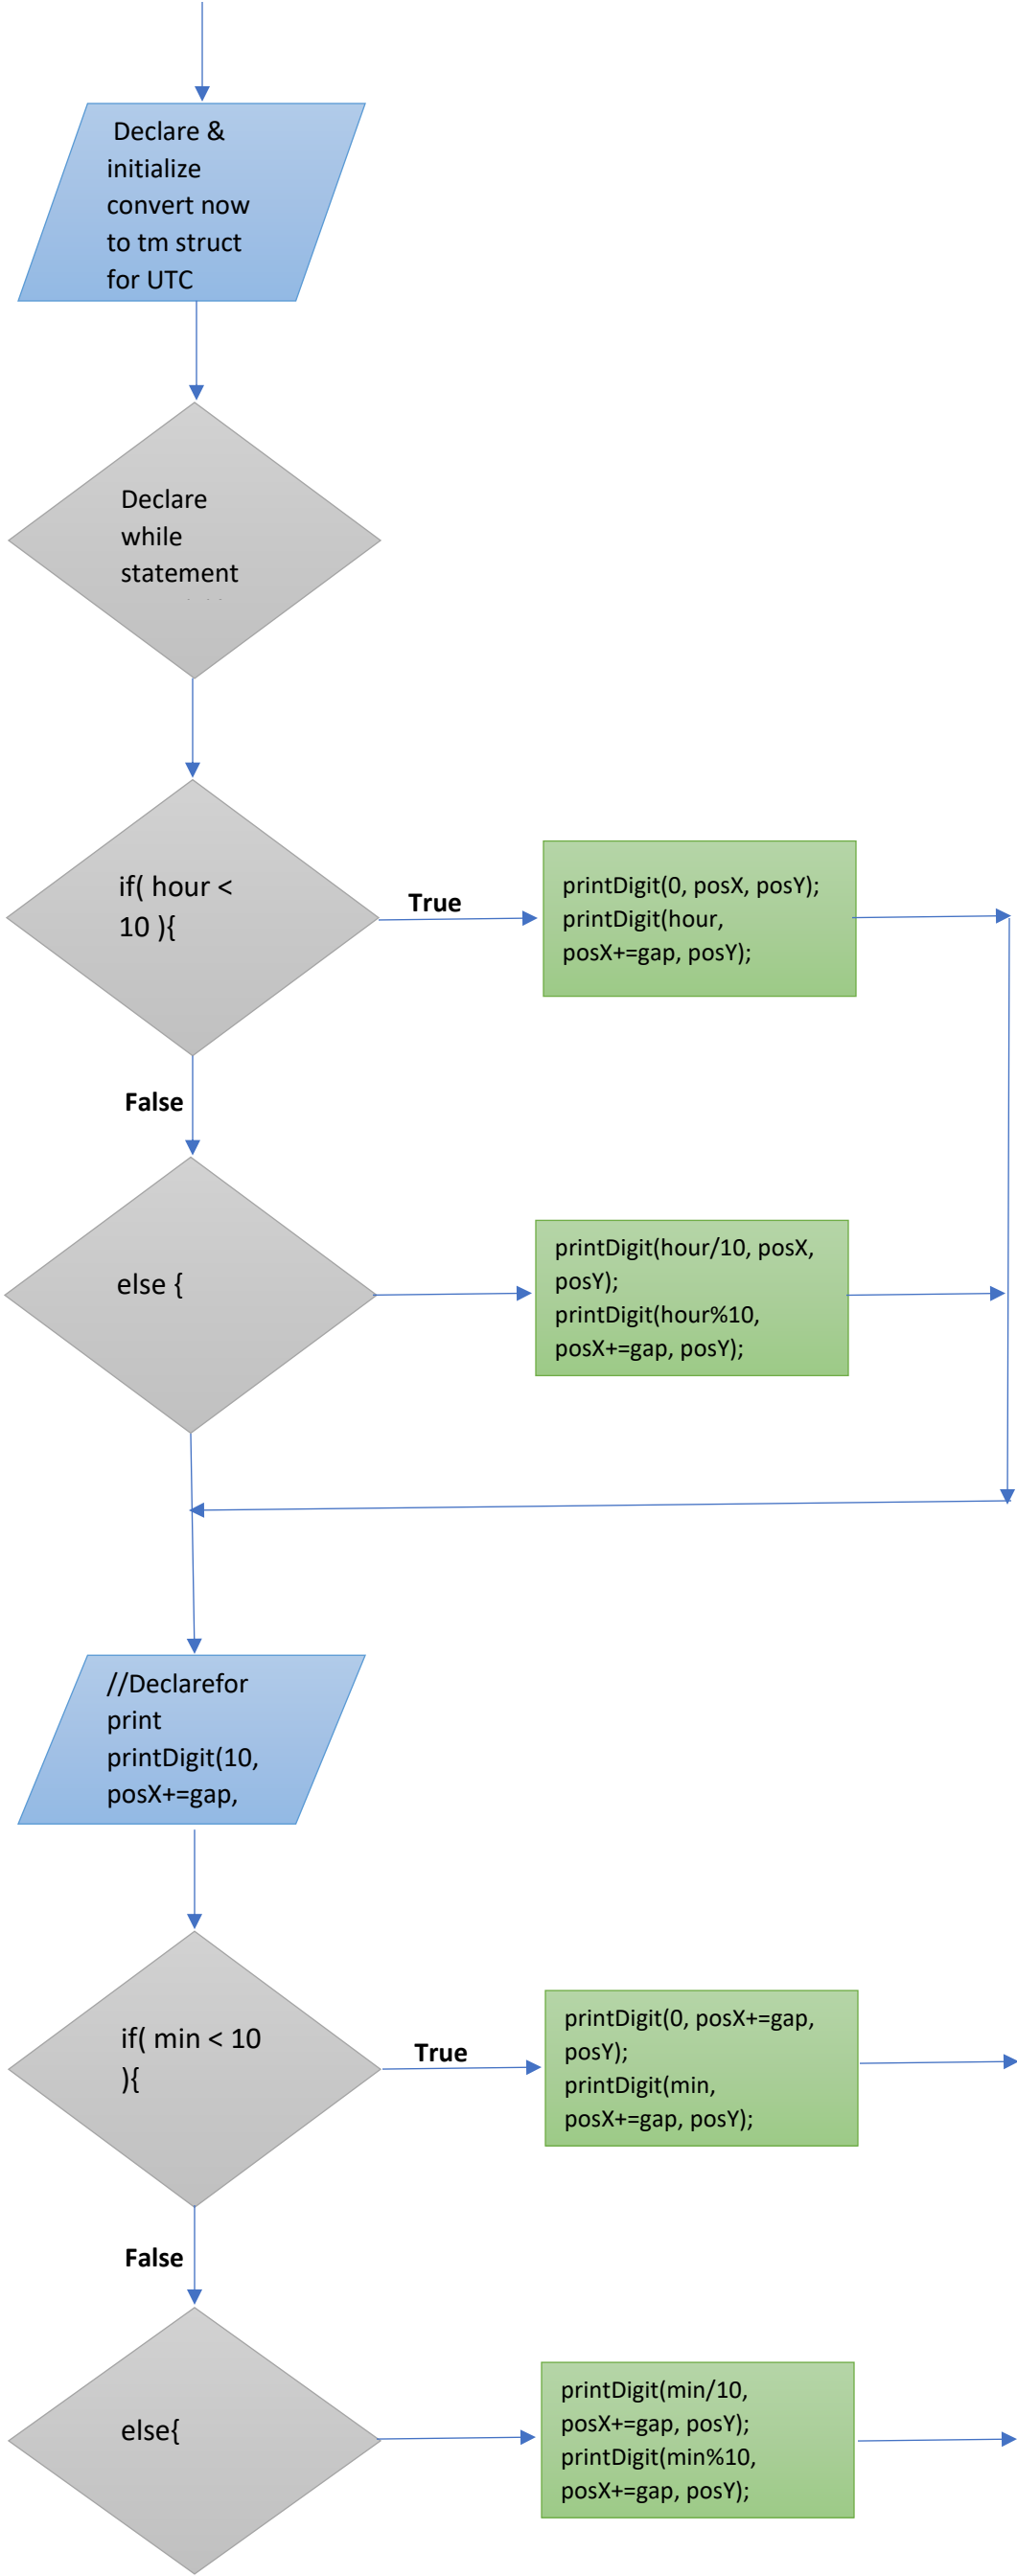 Declare &
initialize
convert now
to tm struct
for UTC
Declare
while
statement
if( hour <
10 ){
True
printDigit(0, posX, posY);
printDigit(hour,
posX+=gap, posY);
False
else {
printDigit(hour/10, posX,
posY);
printDigit(hour%10,
posX+=gap, posY);
//Declarefor
print
printDigit(10,
posX+=gap,
if( min < 10
){
True
printDigit(0, posX+=gap,
posY);
printDigit(min,
posX+=gap, posY);
False
else{
printDigit(min/10,
posX+=gap, posY);
printDigit(min%10,
posX+=gap, posY);